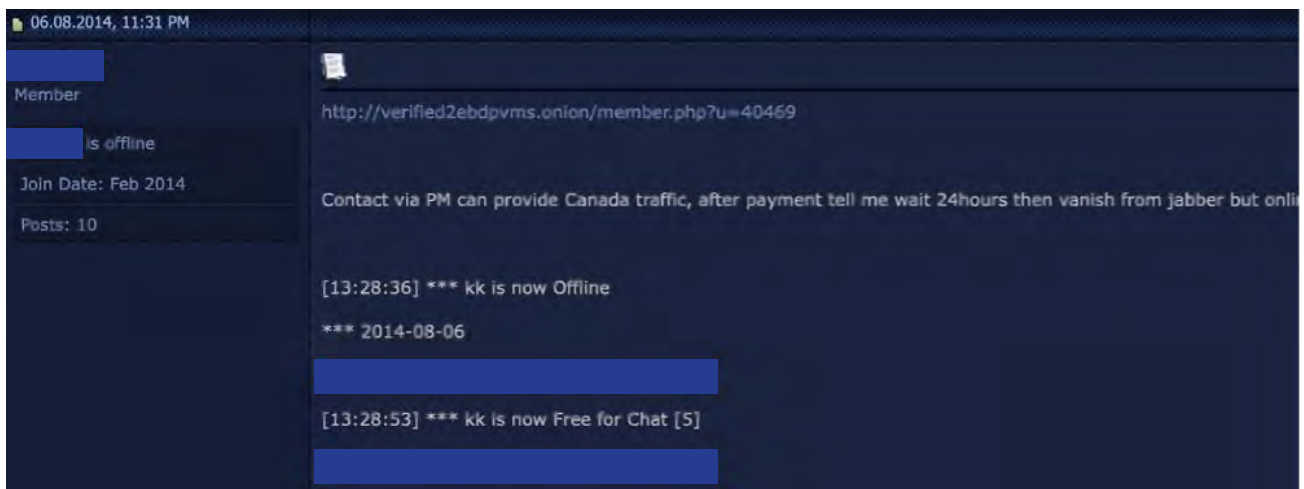 06.08.2014, 11:31 PM
Member
is offline
Join Date: Feb 2014
Posts: 10
http://verified2ebdpvms.onion/member.php?u=40469
Contact via PM can provide Canada traffic, after payment tell me wait 24hours then vanish from jabber but
[13:28:36] *** kk is now Offline
*** 2014-08-06
[13:28:53] *** kk is now Free for Chat [5]